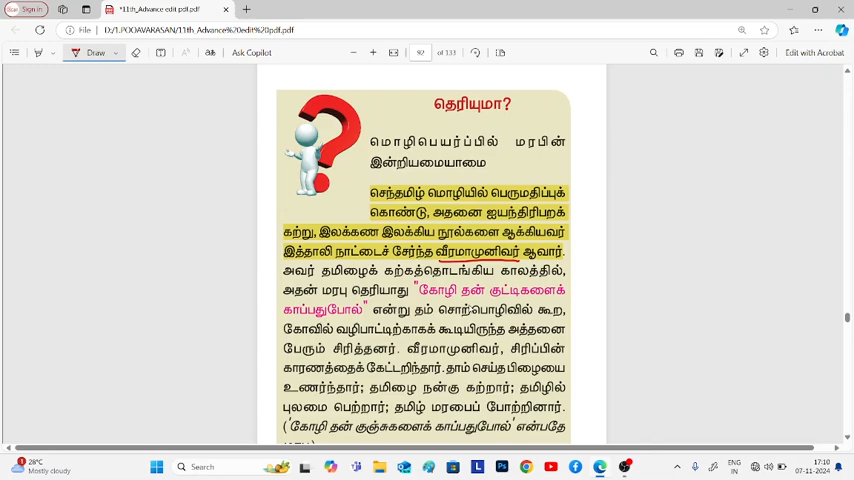 Sign in
*11th_Advance edit pdf.pdf
File
D:/1.POOAVARASAN/11th_Advance%20edit%20pdf.pdf
Draw
Ask Copilot
92 of 133
Edit with Acrobat
தெரியுமா?
மொழிபெயர்ப்பில் மரபின்
இன்றியமையாமை
செந்தமிழ் மொழியில் பெருமதிப்புக்
கொண்டு, அதனை ஐயந்திரிபறக்
கற்று, இலக்கண இலக்கிய நூல்களை ஆக்கியவர்
இத்தாலி நாட்டைச் சேர்ந்த வீரமாமுனிவர் ஆவார்.
அவர் தமிழைக் கற்கத்தொடங்கிய காலத்தில்,
அதன் மரபு தெரியாது "கோழி தன் குட்டிகளைக்
காப்பதுபோல்" என்று தம் சொற்பொழிவில் கூற,
கோவில் வழிபாட்டிற்காகக் கூடியிருந்த அத்தனை
பேரும் சிரித்தனர். வீரமாமுனிவர், சிரிப்பின்
காரணத்தைக் கேட்டறிந்தார். தாம் செய்த பிழையை
உணர்ந்தார்; தமிழை நன்கு கற்றார்; தமிழில்
புலமை பெற்றார்; தமிழ் மரபைப் போற்றினார்.
('கோழி தன் குஞ்சுகளைக் காப்பதுபோல்' என்பதே
28°C
Mostly cloudy
Search
ENG
IN
17:10
07-11-2024